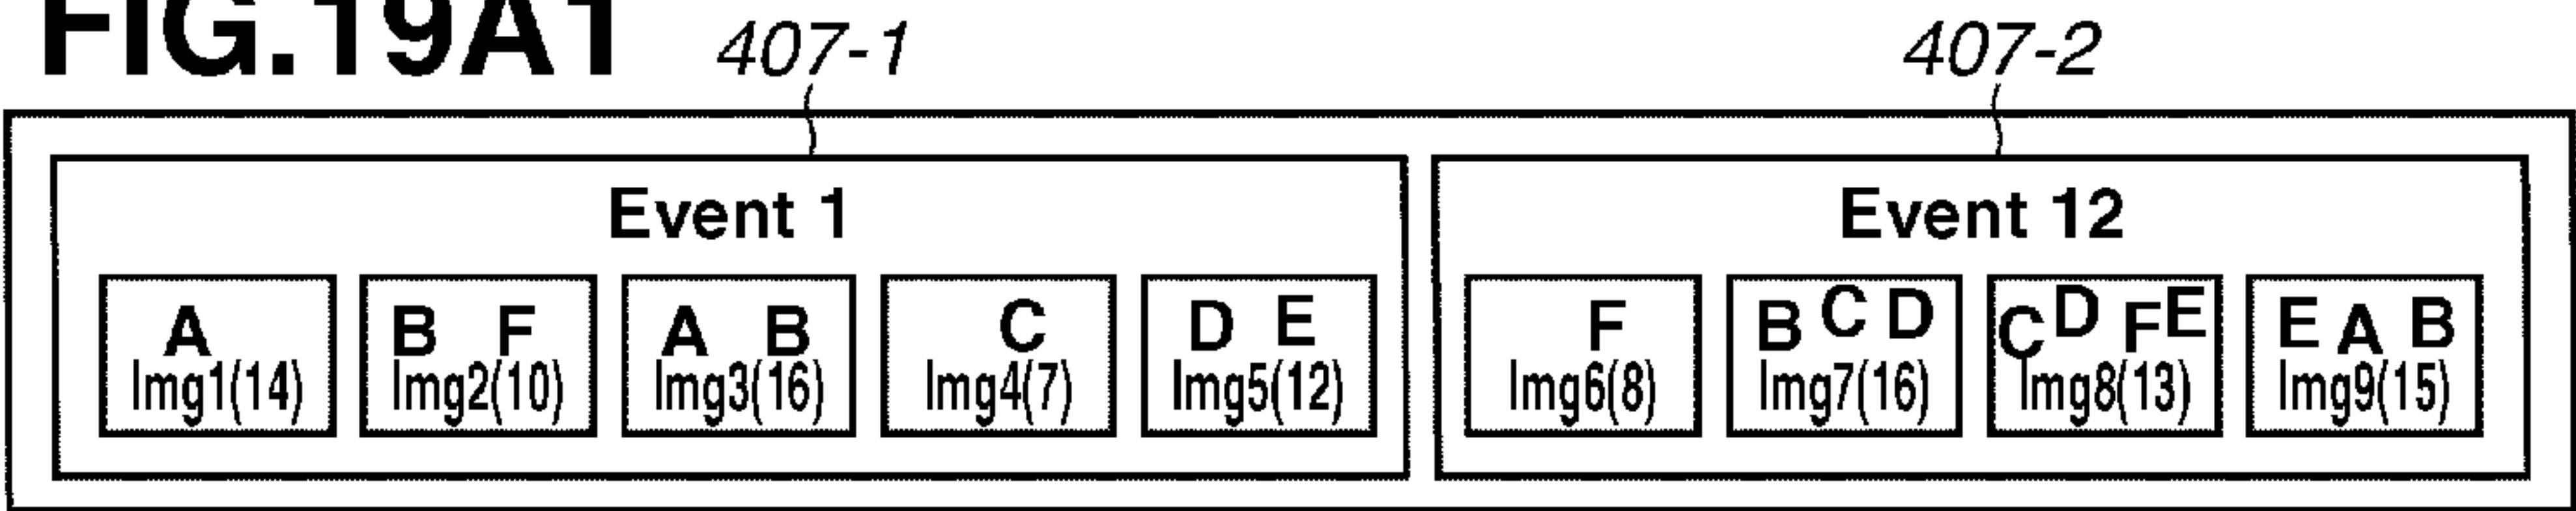 FIG.19A1
407-1 407-2
Event 1 Event 12
A B F A B C D E F B C D C D F E E A B
Img1(14) Img2(10) Img3(16) Img4(7) Img5(12) Img6(8) Img7(16) Img8(13) Img9(15)